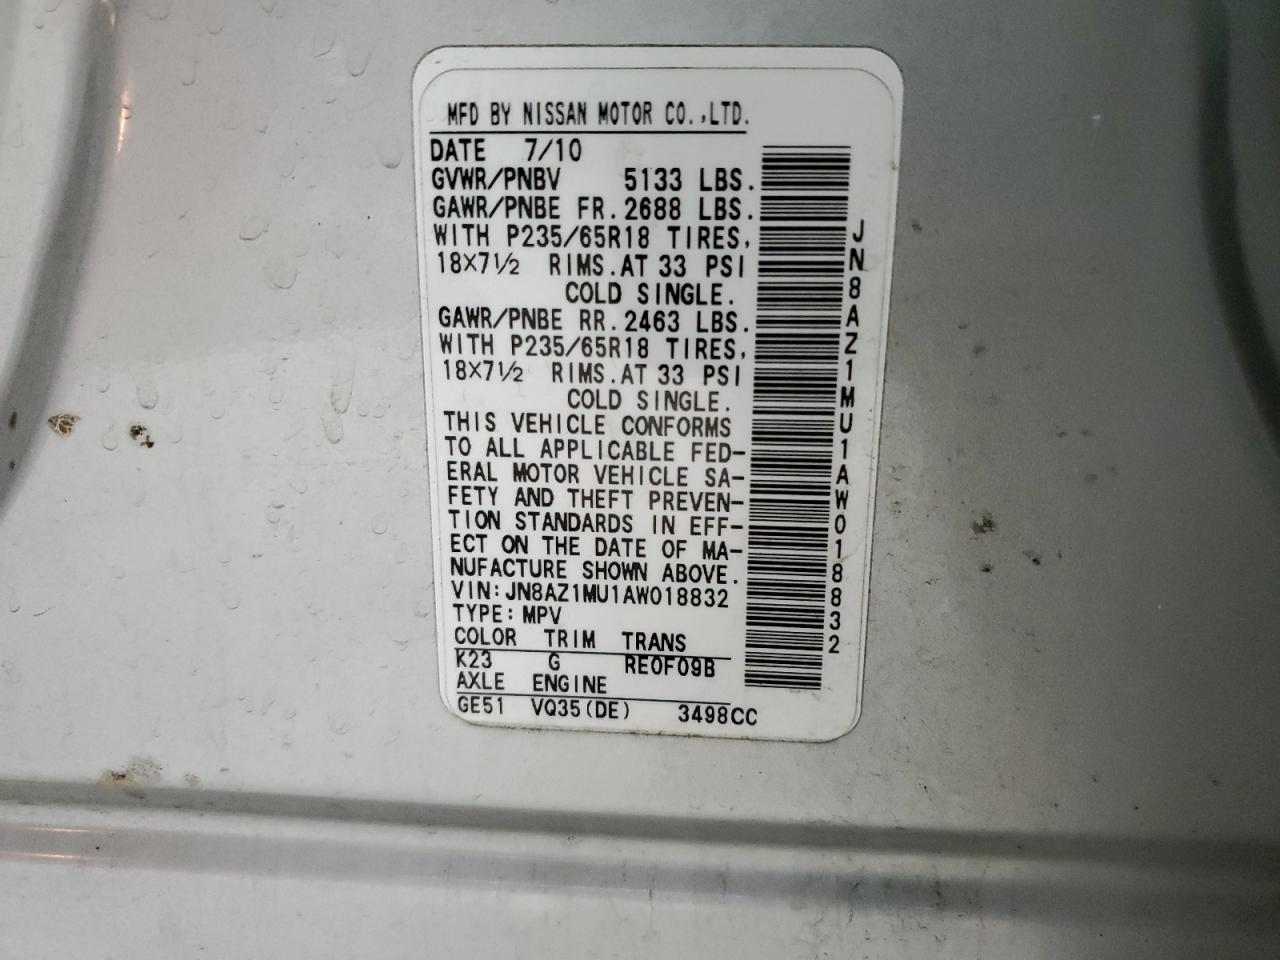 MFD BY NISSAN MOTOR CO.,LTD.
DATE 7/10
GVWR/PNBV 5133 LBS.
GAWR/PNBE FR.2688 LBS.
WITH P235/65R18 TIRES,
18X7½ RIMS.AT 33 PSI
COLD SINGLE.
GAWR/PNBE RR.2463 LBS.
WITH P235/65R18 TIRES,
18X7½ RIMS.AT 33 PSI
COLD SINGLE.
THIS VEHICLE CONFORMS
TO ALL APPLICABLE FED-
ERAL MOTOR VEHICLE SA-
FETY AND THEFT PREVEN-
TION STANDARDS IN EFF-
ECT ON THE DATE OF MA-
NUFACTURE SHOWN ABOVE.
VIN:JN8AZ1MU1AW018832
TYPE:MPV
COLOR TRIM TRANS
K23 G RE0F09B
AXLE ENGINE
GE51 VQ35(DE) 3498CC
JN8AZ1MU1AW018832